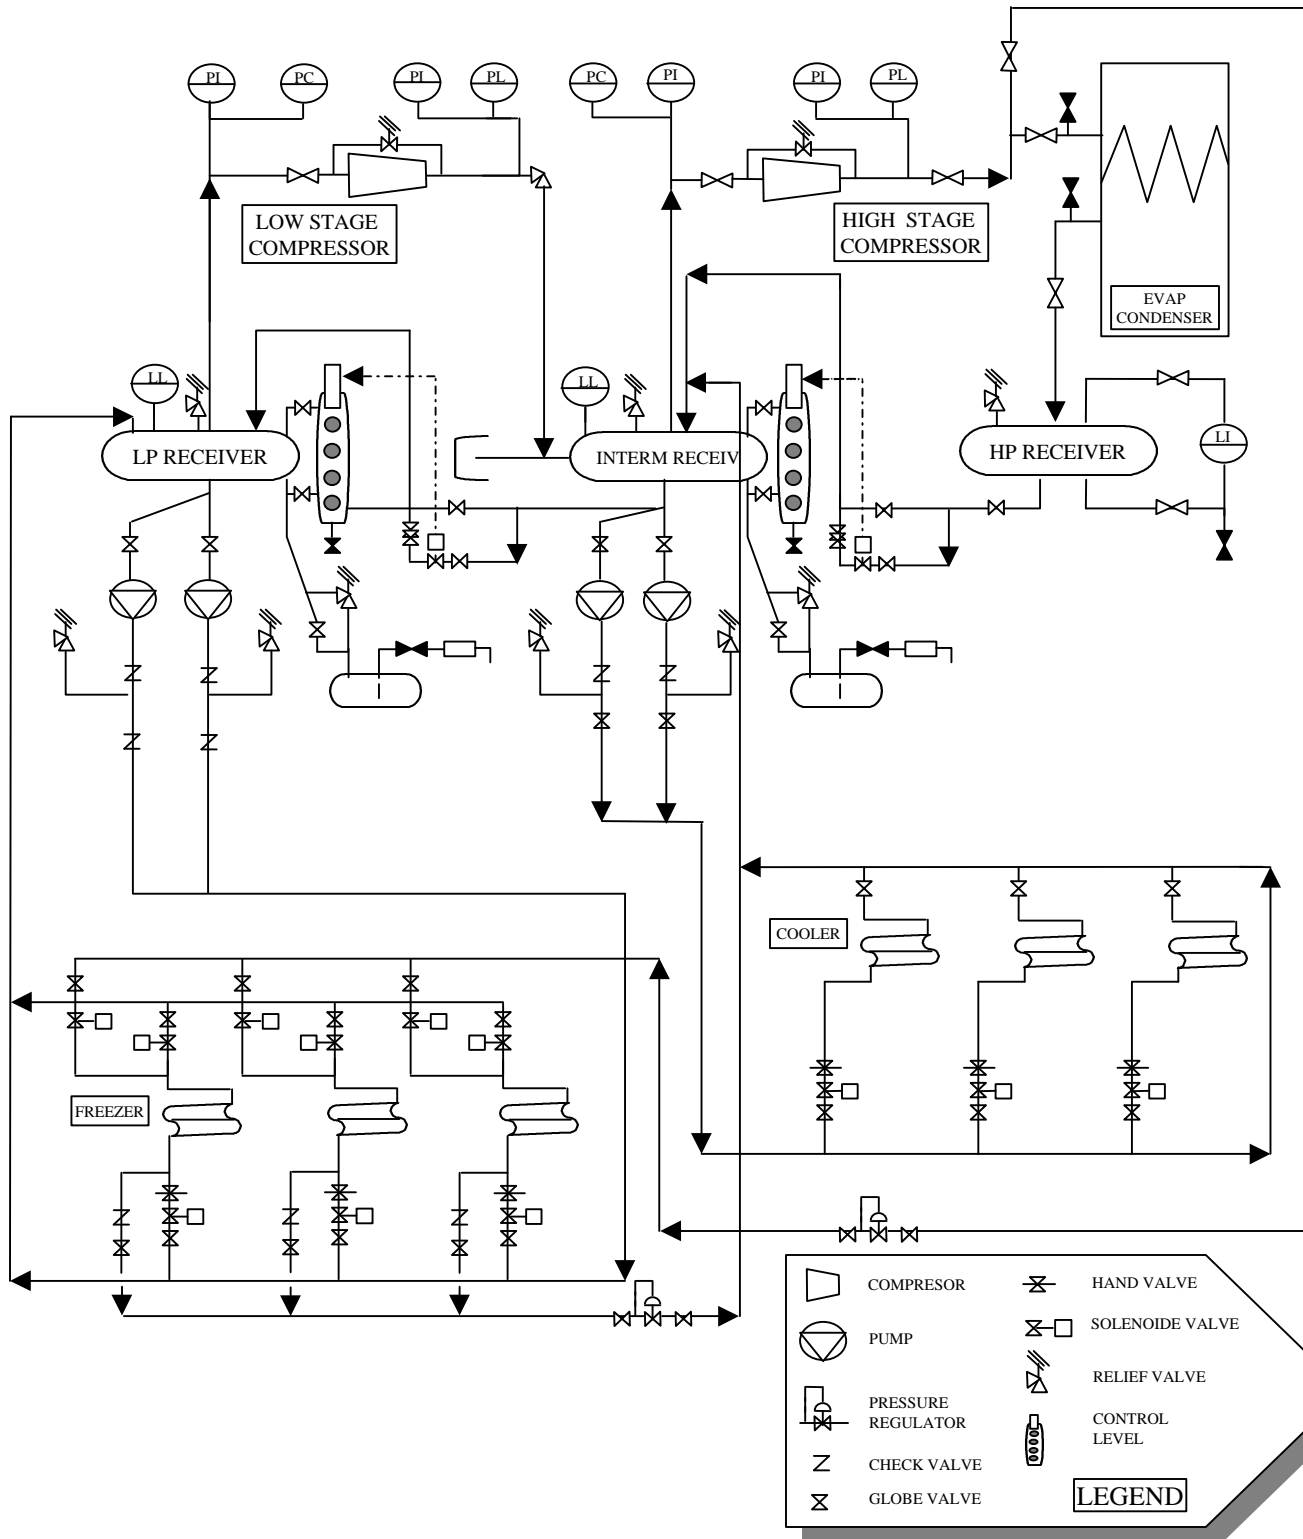 PI
PC
PI
PL
PC
PI
PI
PL
LOW STAGE
COMPRESSOR
HIGH STAGE
COMPRESSOR
EVAP
CONDENSER
LL
LL
LI
LP RECEIVER
INTERM RECEIV
HP RECEIVER
COOLER
FREEZER
COMPRESOR
HAND VALVE
PUMP
SOLENOIDE VALVE
RELIEF VALVE
PRESSURE
REGULATOR
CONTROL
LEVEL
CHECK VALVE
GLOBE VALVE
LEGEND